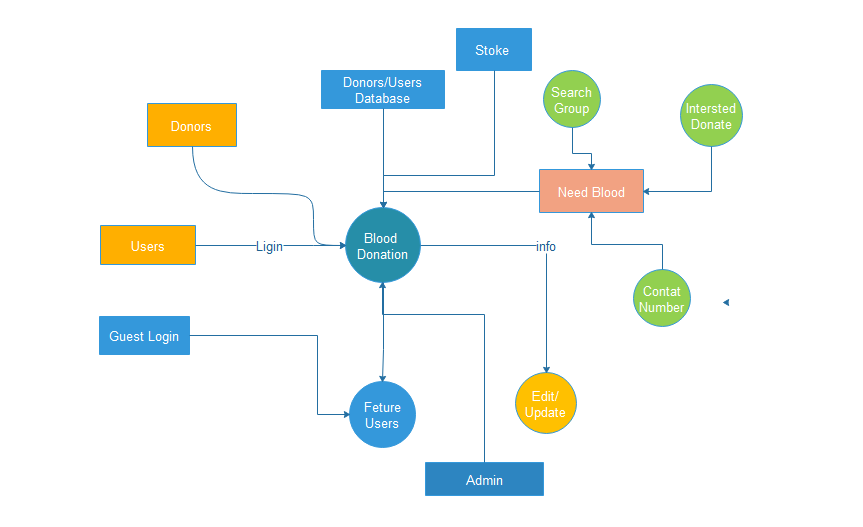 Stoke
Donors/Users
Database
Search
Group
Intersted
Donate
Donors
Need Blood
Users
Ligin
Blood
Donation
info
Contat
Number
Guest Login
Feture
Users
Edit/
Update
Admin